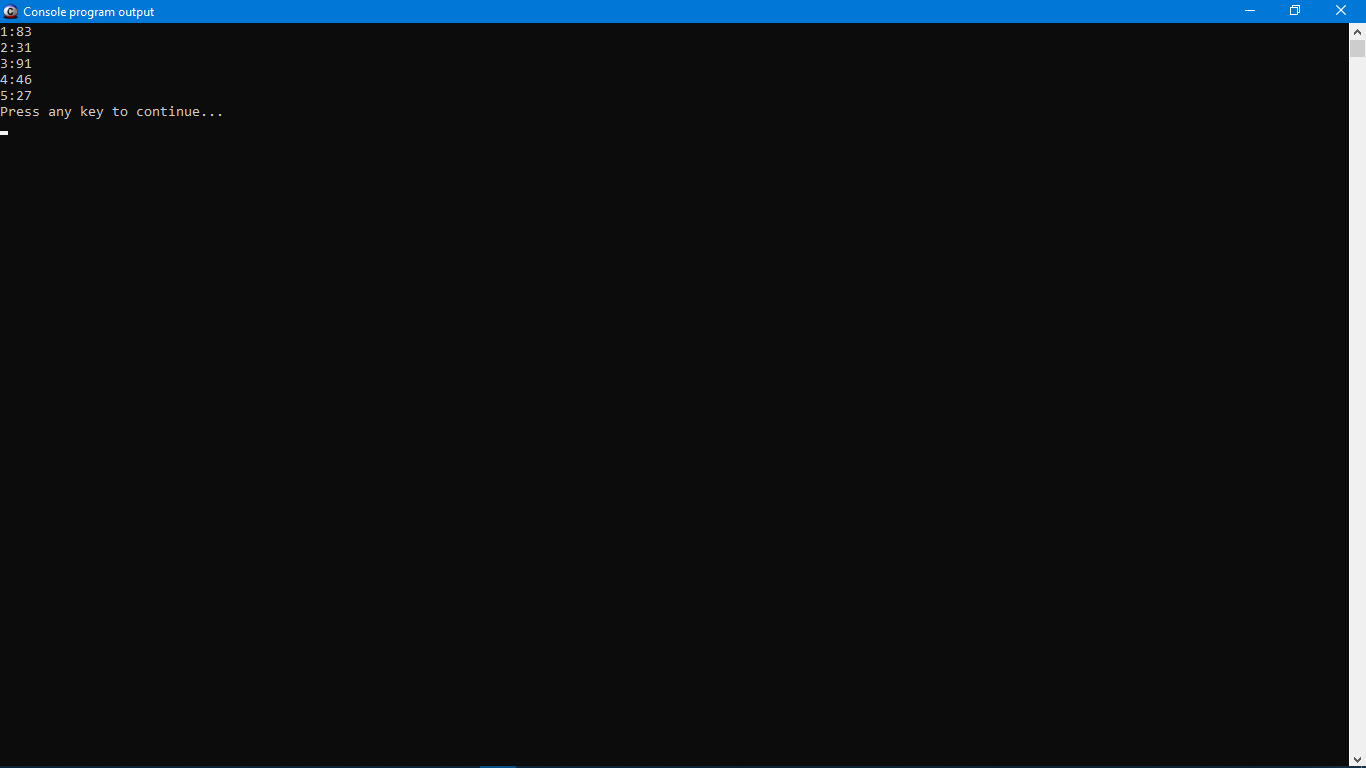 Console program output
1:83
2:31
3:91
4:46
5:27
Press any key to continue...